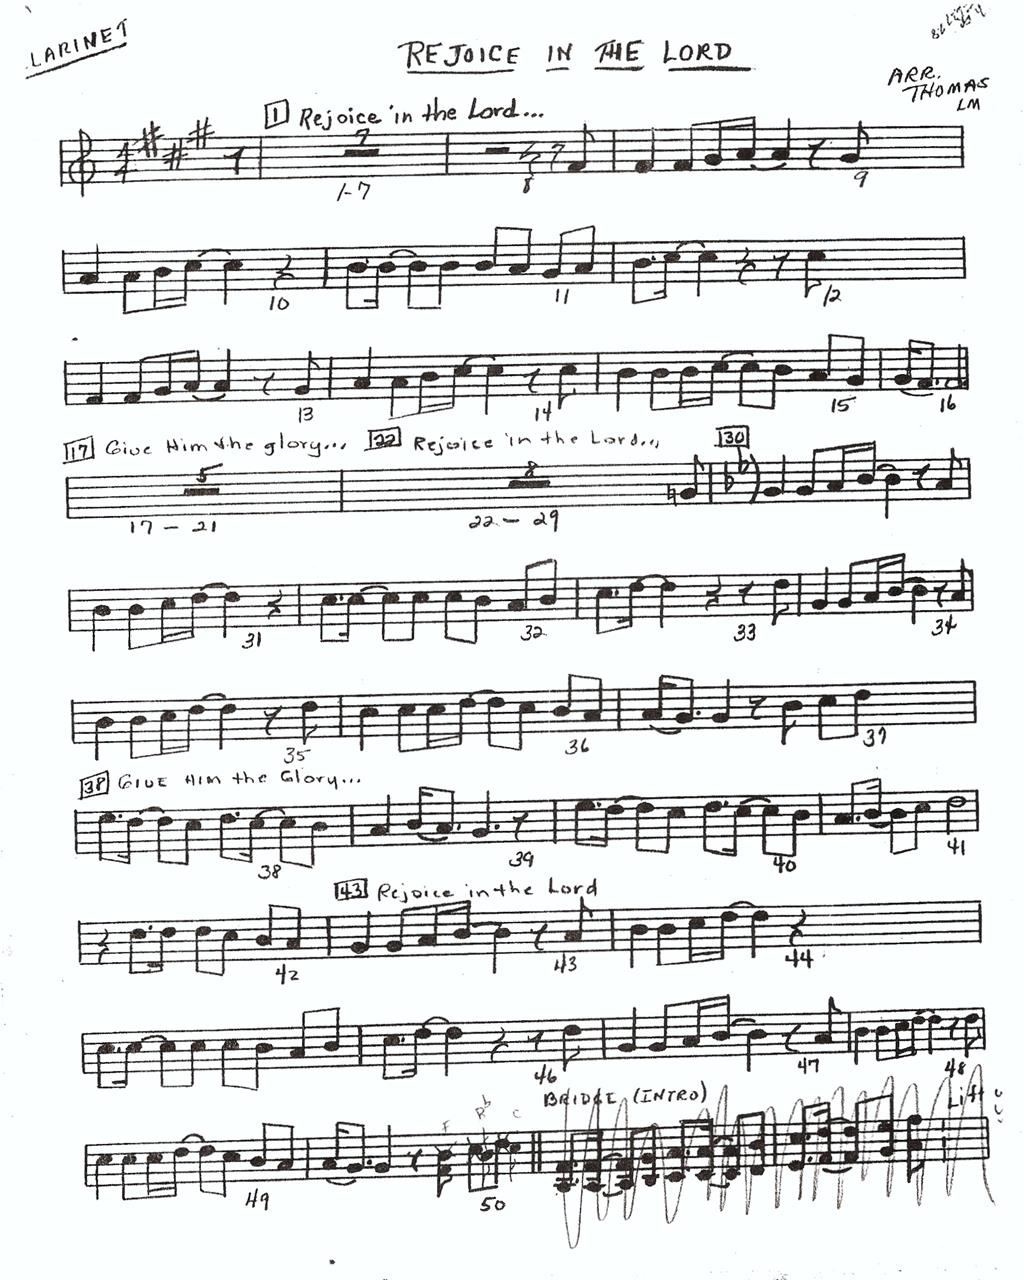 LARINET
REJOICE IN THE LORD
ARR.
THOMAS
LM
1 Rejoice in the Lord...
4 4 7
1-7 8 9
10 11 12
13 14 15 16
17 Give Him the glory... 22 Rejoice in the Lord... 30
5 8
17 - 21 22 - 29
31 32 33 34
35 36 37
38 GIVE HIM the Glory...
38 39 40 41
43 Rejoice in the Lord
42 43 44
46 47 48
BRIDGE (INTRO) Lift
F Bb C
49 50